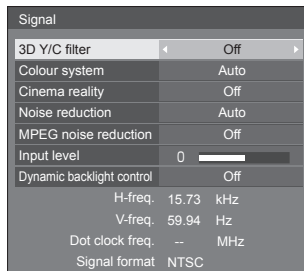 Signal
3D Y/C filter Off
Colour system Auto
Cinema reality Off
Noise reduction Auto
MPEG noise reduction Off
Input level 0
Dynamic backlight control Off
H-freq. 15.73 kHz
V-freq. 59.94 Hz
Dot clock freq. -- MHz
Signal format NTSC